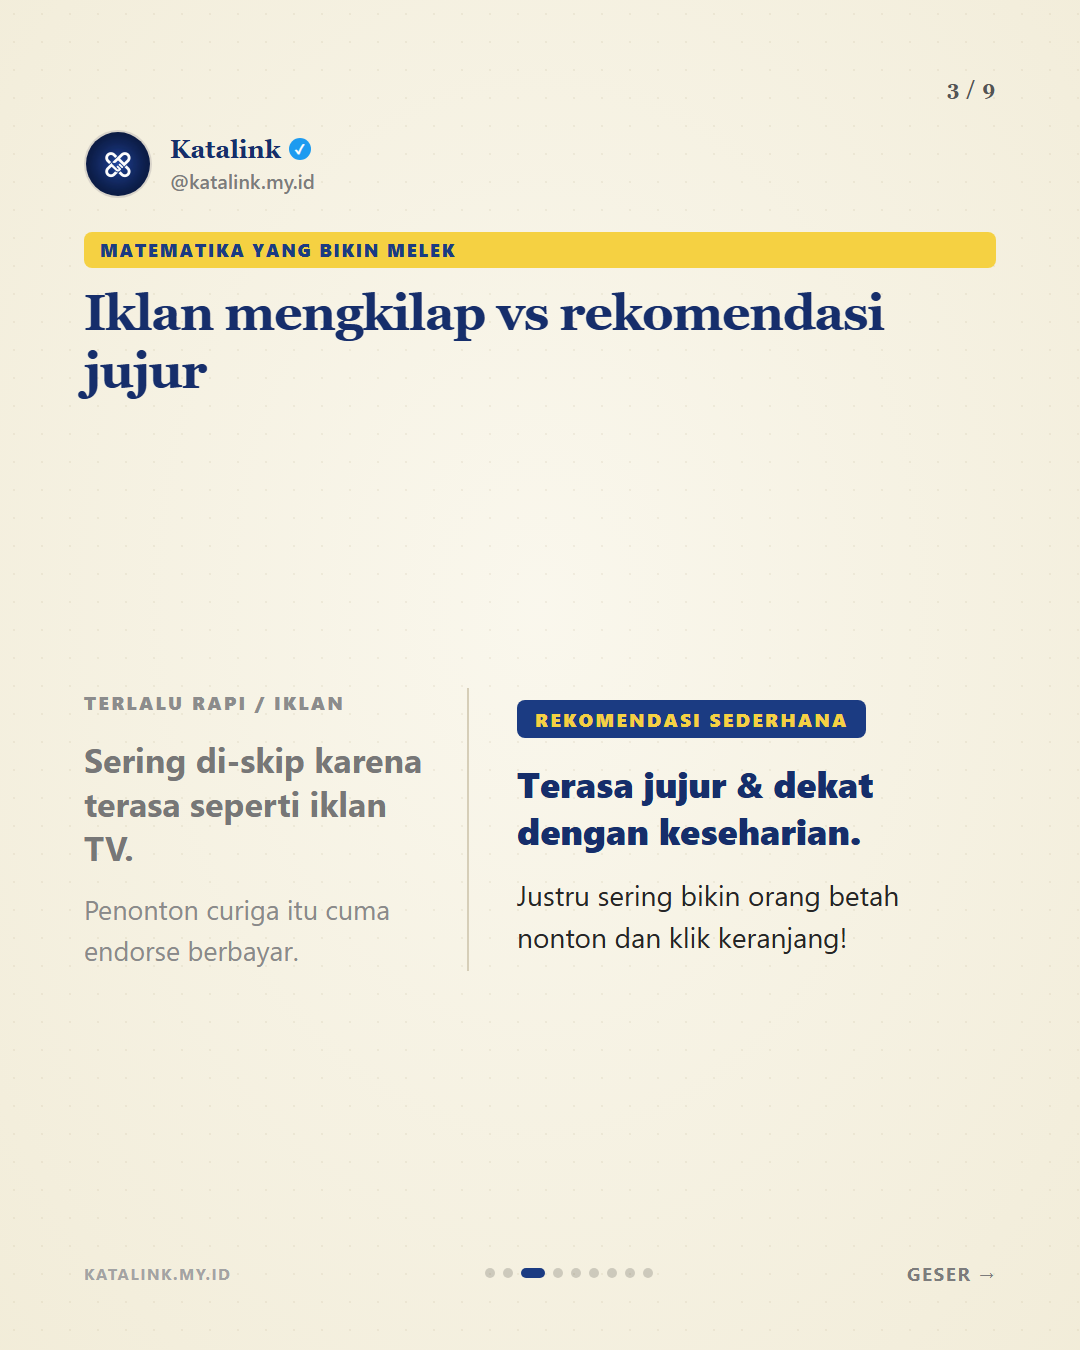 3 / 9
Katalink
@katalink.my.id
MATEMATIKA YANG BIKIN MELEK
Iklan mengkilap vs rekomendasi
jujur
TERLALU RAPI / IKLAN
Sering di-skip karena
terasa seperti iklan
TV.
Penonton curiga itu cuma
endorse berbayar.
REKOMENDASI SEDERHANA
Terasa jujur & dekat
dengan keseharian.
Justru sering bikin orang betah
nonton dan klik keranjang!
KATALINK.MY.ID
GESER →